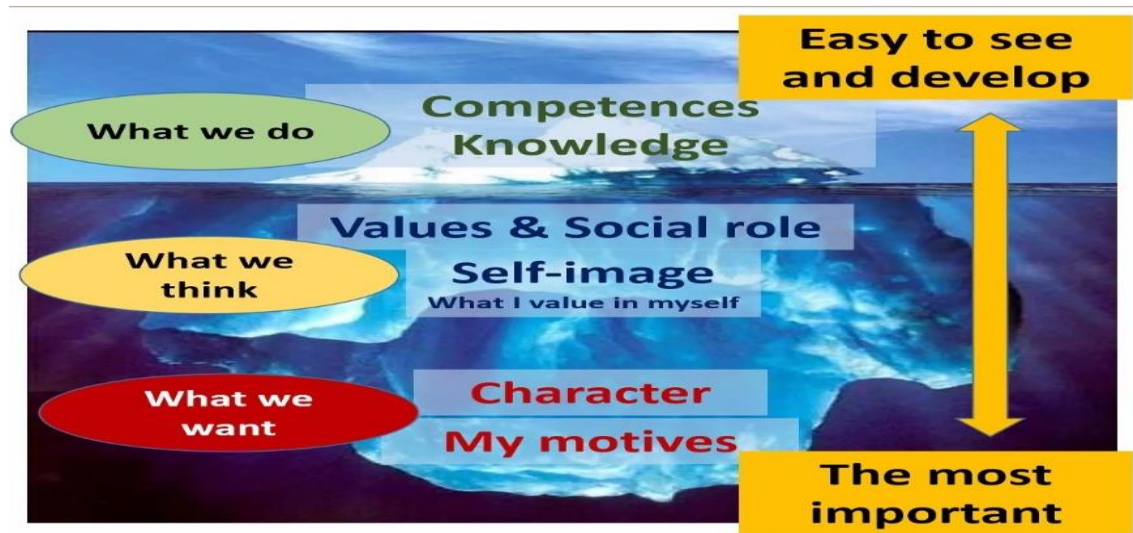 Easy to see
and develop
What we do
Competences
Knowledge
Values & Social role
What we
think
Self-image
What I value in myself
What we
want
Character
My motives
The most
important